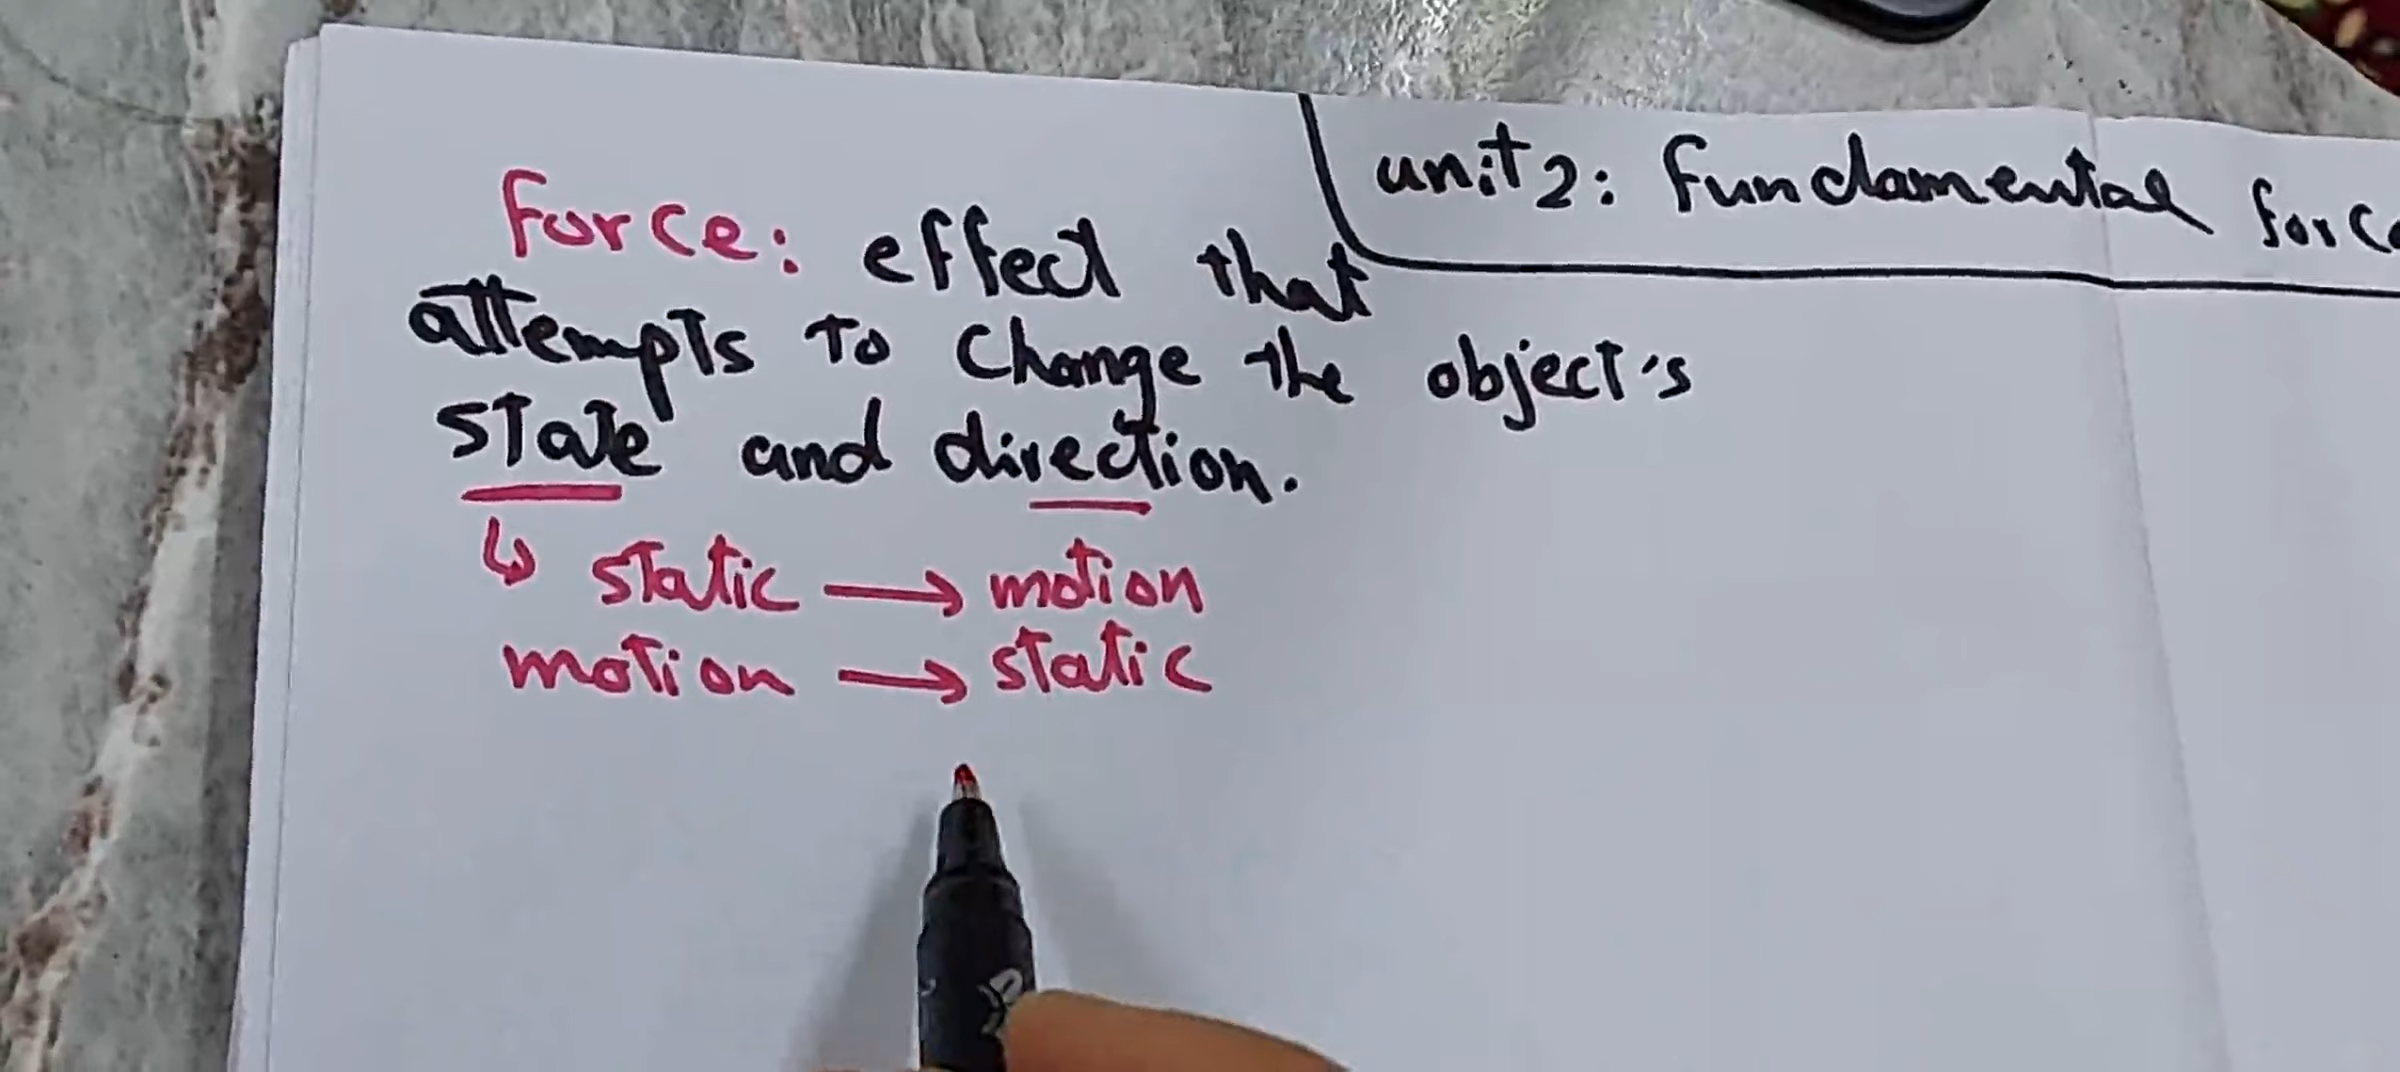 unit 2: Fundamental
Force: effect that
attempts to change the object's
state and direction.
↳ static → motion
motion → static